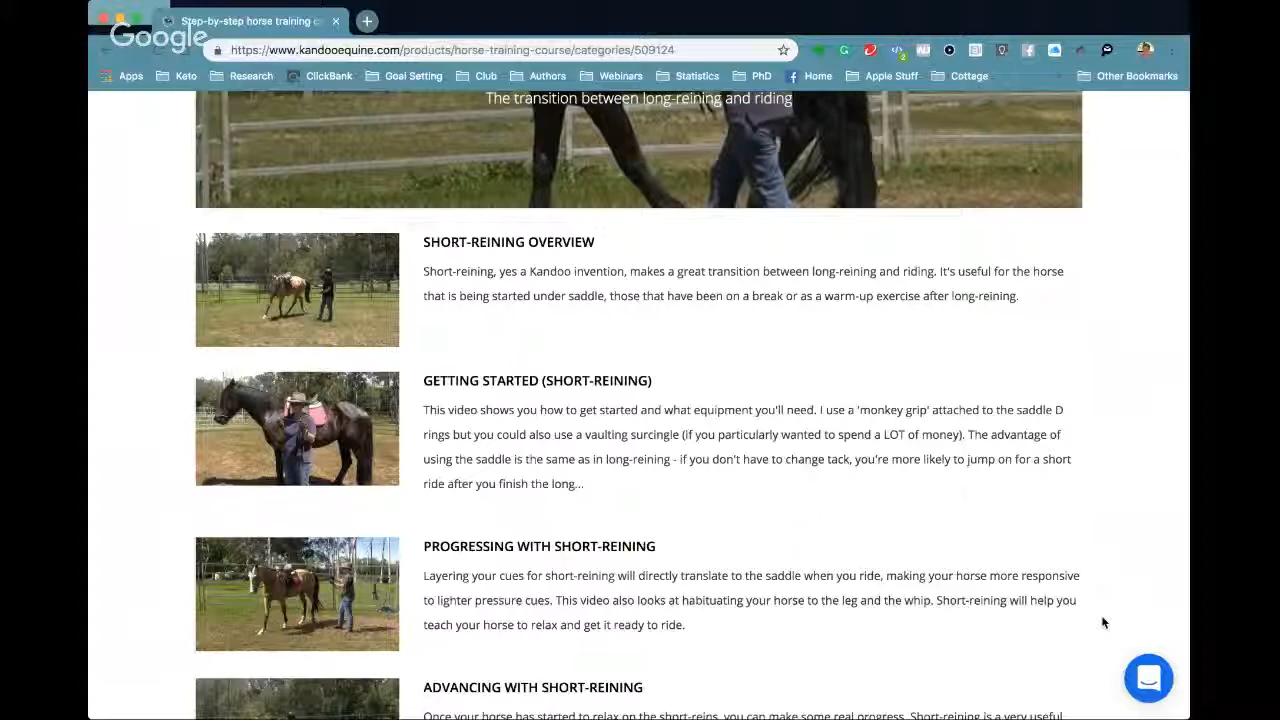 Step-by-step horse training c
Google
https://www.kandooequine.com/products/horse-training-course/categories/509124
Apps Keto Research ClickBank Goal Setting Club Authors Webinars Statistics PhD Home Apple Stuff Cottage Other Bookmarks
The transition between long-reining and riding
SHORT-REINING OVERVIEW
Short-reining, yes a Kandoo invention, makes a great transition between long-reining and riding. It's useful for the horse
that is being started under saddle, those that have been on a break or as a warm-up exercise after long-reining.
GETTING STARTED (SHORT-REINING)
This video shows you how to get started and what equipment you'll need. I use a 'monkey grip' attached to the saddle D
rings but you could also use a vaulting surcingle (if you particularly wanted to spend a LOT of money). The advantage of
using the saddle is the same as in long-reining - if you don't have to change tack, you're more likely to jump on for a short
ride after you finish the long...
PROGRESSING WITH SHORT-REINING
Layering your cues for short-reining will directly translate to the saddle when you ride, making your horse more responsive
to lighter pressure cues. This video also looks at habituating your horse to the leg and the whip. Short-reining will help you
teach your horse to relax and get it ready to ride.
ADVANCING WITH SHORT-REINING
Once your horse has started to relax on the short-reins, you can make some real progress. Short-reining is a very useful